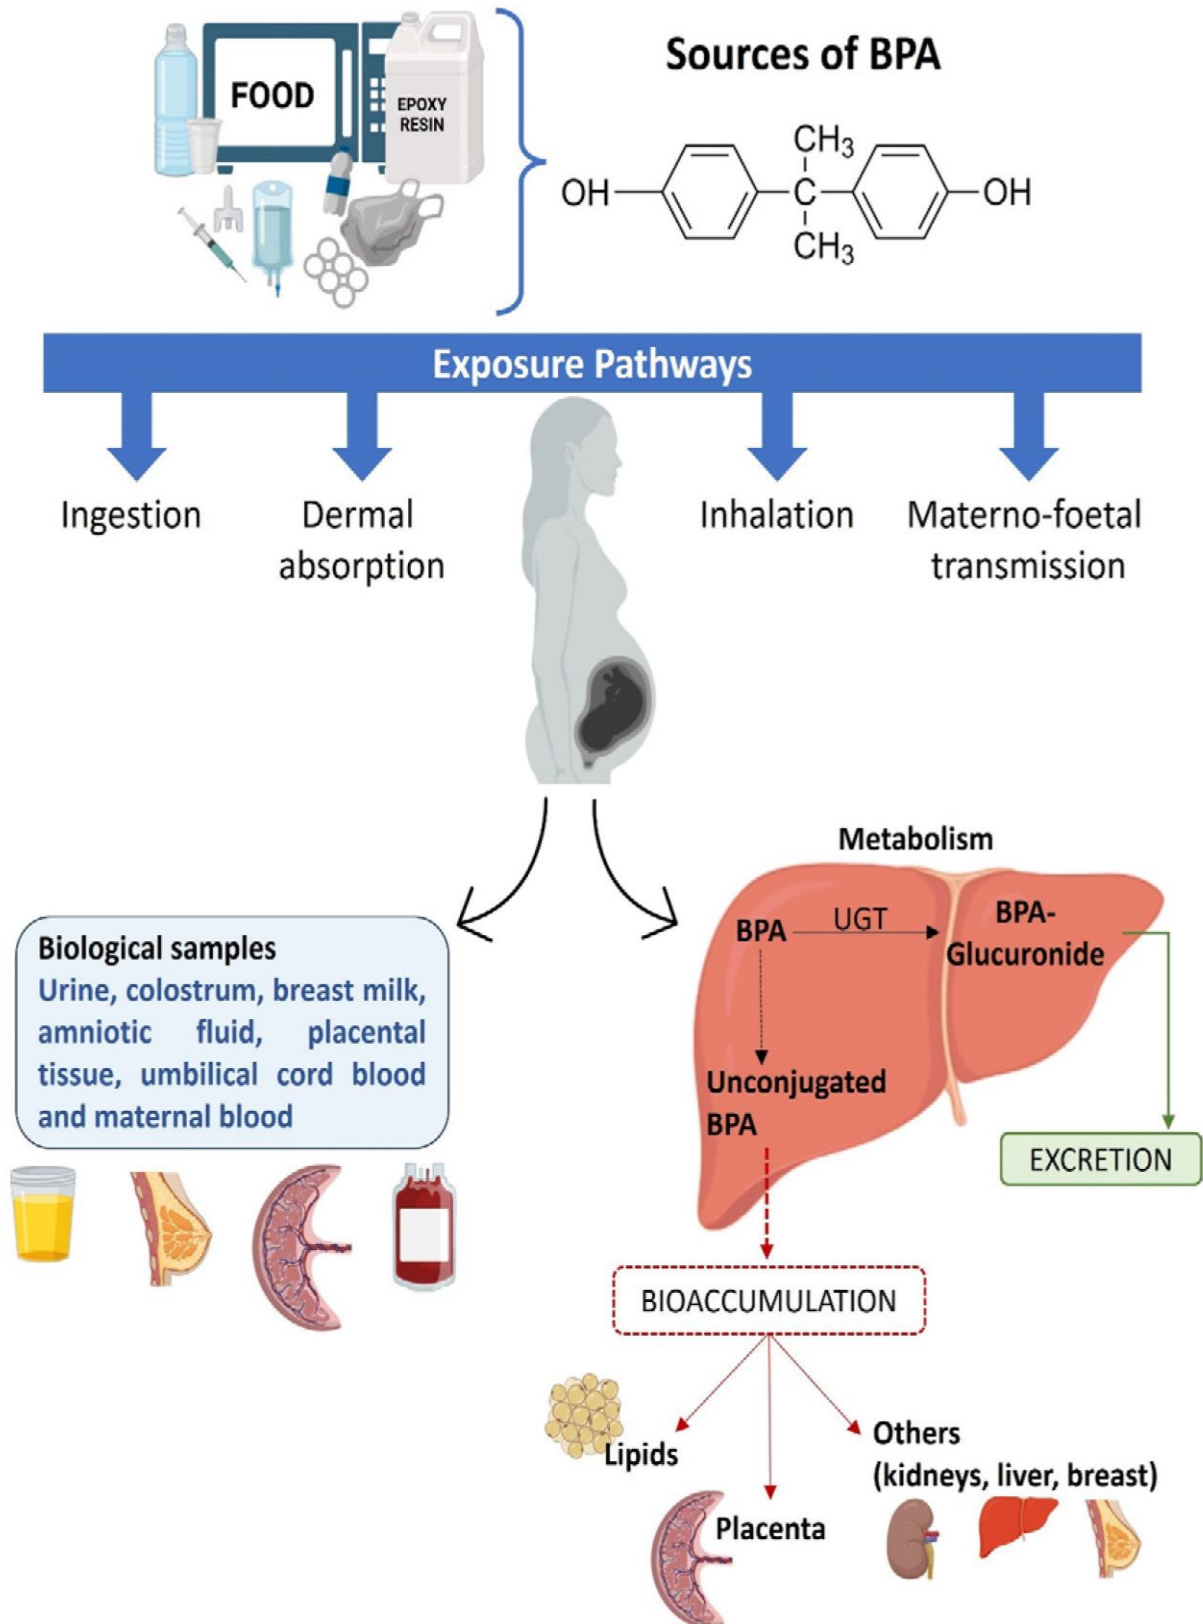 Sources of BPA
FOOD
EPOXY
RESIN
CH3
OH
C
OH
CH3
Exposure Pathways
Ingestion
Dermal
absorption
Inhalation
Materno-foetal
transmission
Metabolism
Biological samples
Urine, colostrum, breast milk,
amniotic fluid, placental
tissue, umbilical cord blood
and maternal blood
BPA
UGT
BPA-
Glucuronide
Unconjugated
BPA
EXCRETION
BIOACCUMULATION
Lipids
Placenta
Others
(kidneys, liver, breast)